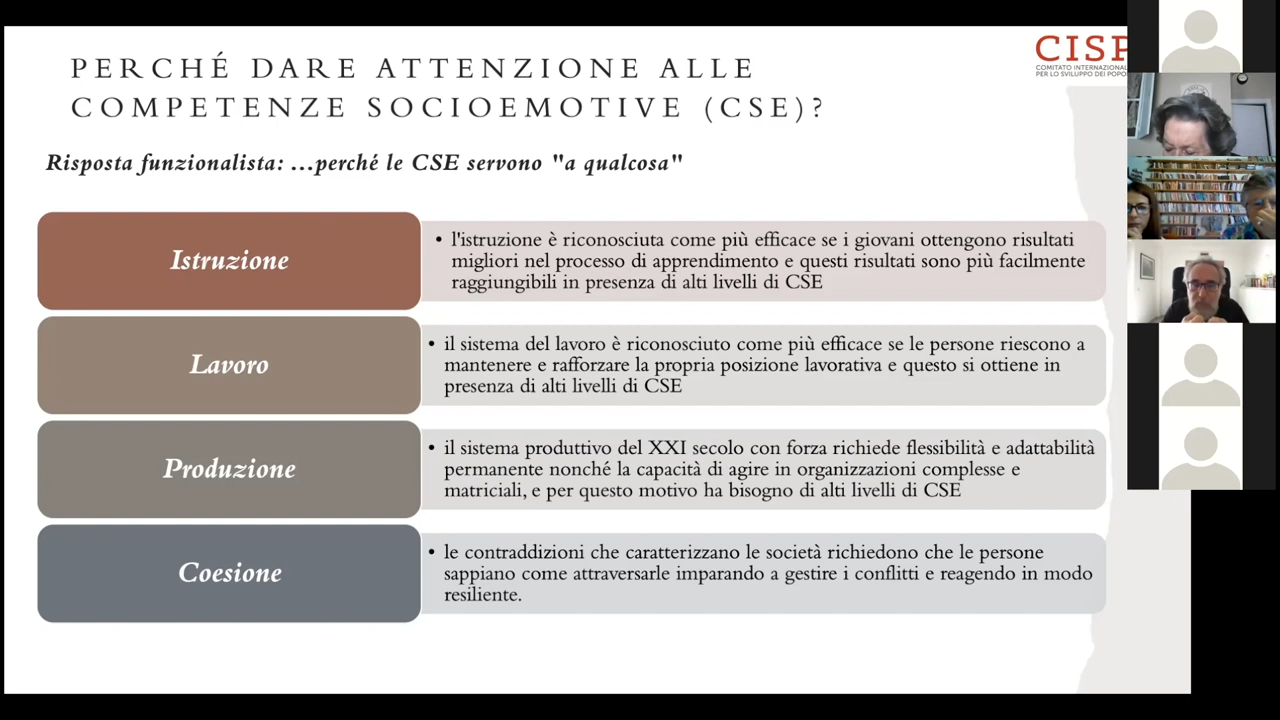 PERCHÉ DARE ATTENZIONE ALLE
COMPETENZE SOCIOEMOTIVE (CSE)?
CISP
COMITATO INTERNAZIONAL
PER LO SVILUPPO DEI POPO
Risposta funzionalista: ...perché le CSE servono "a qualcosa"
Istruzione
• l'istruzione è riconosciuta come più efficace se i giovani ottengono risultati
migliori nel processo di apprendimento e questi risultati sono più facilmente
raggiungibili in presenza di alti livelli di CSE
Lavoro
• il sistema del lavoro è riconosciuto come più efficace se le persone riescono a
mantenere e rafforzare la propria posizione lavorativa e questo si ottiene in
presenza di alti livelli di CSE
Produzione
• il sistema produttivo del XXI secolo con forza richiede flessibilità e adattabilità
permanente nonché la capacità di agire in organizzazioni complesse e
matriciali, e per questo motivo ha bisogno di alti livelli di CSE
Coesione
• le contraddizioni che caratterizzano le società richiedono che le persone
sappiano come attraversarle imparando a gestire i conflitti e reagendo in modo
resiliente.